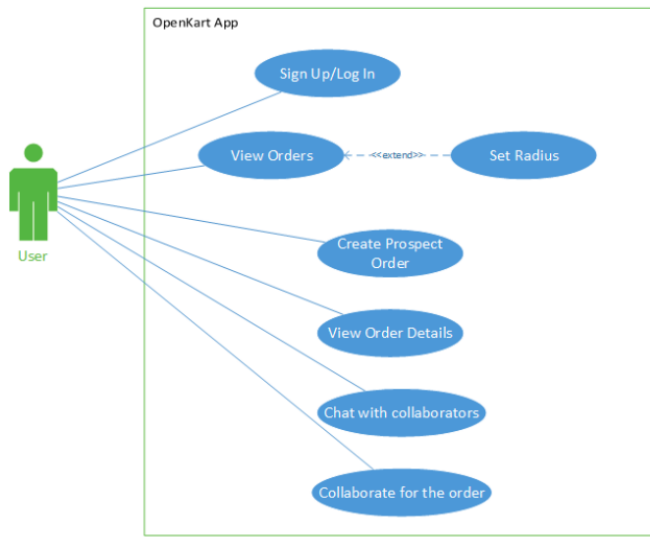 OpenKart App
Sign Up/Log In
View Orders
<<extend>>
Set Radius
User
Create Prospect
Order
View Order Details
Chat with collaborators
Collaborate for the order